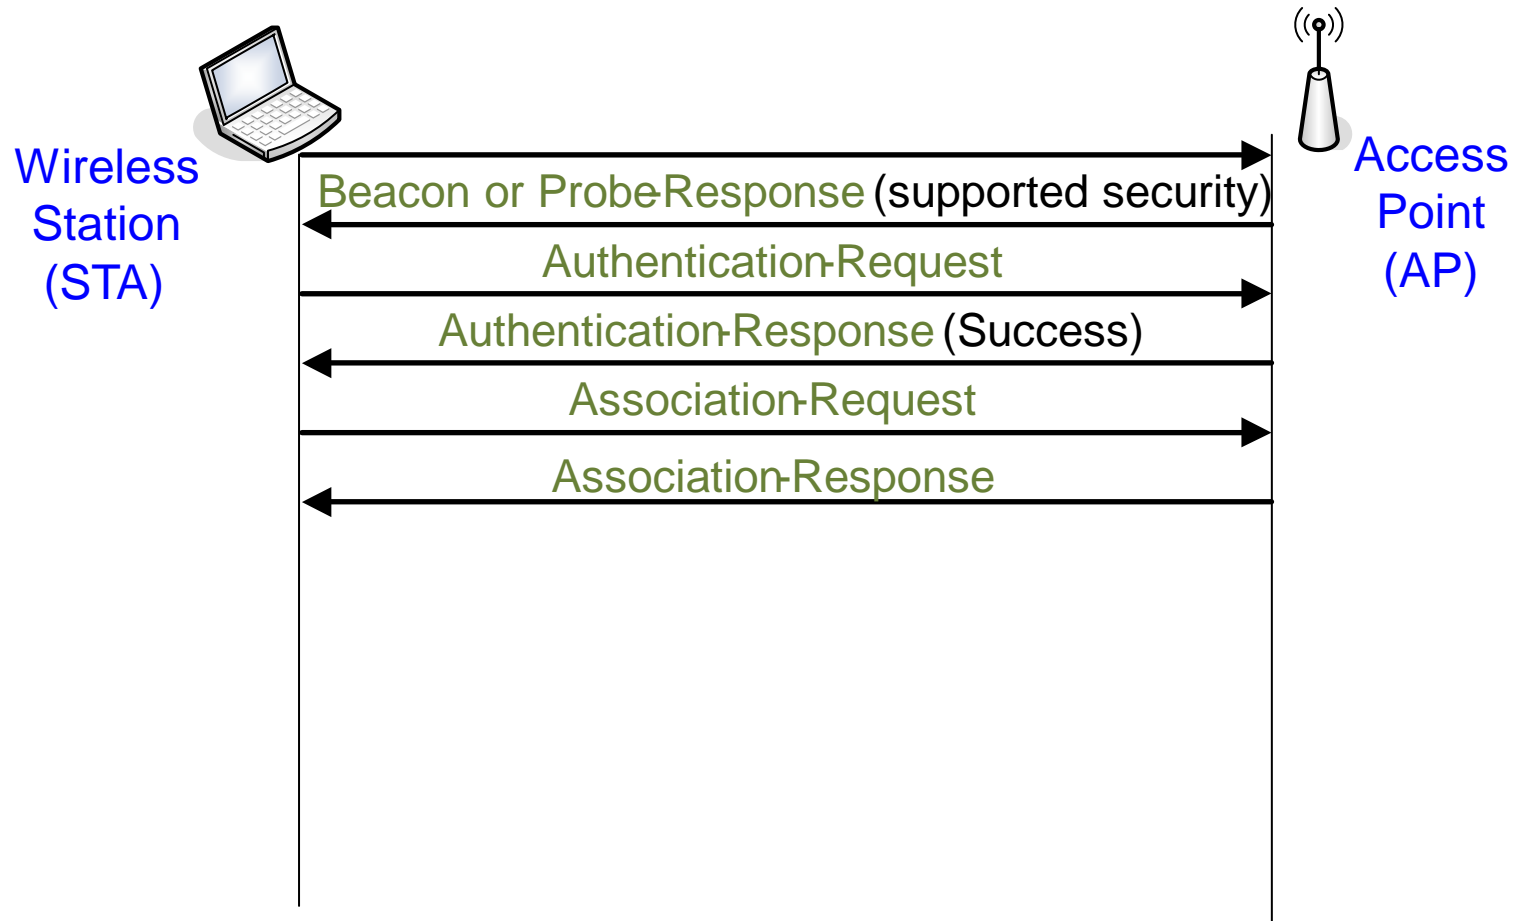 Wireless
Station
(STA)
Access
Point
(AP)
Beacon or Probe-Response (supported security)
Authentication-Request
Authentication-Response (Success)
Association-Request
Association-Response